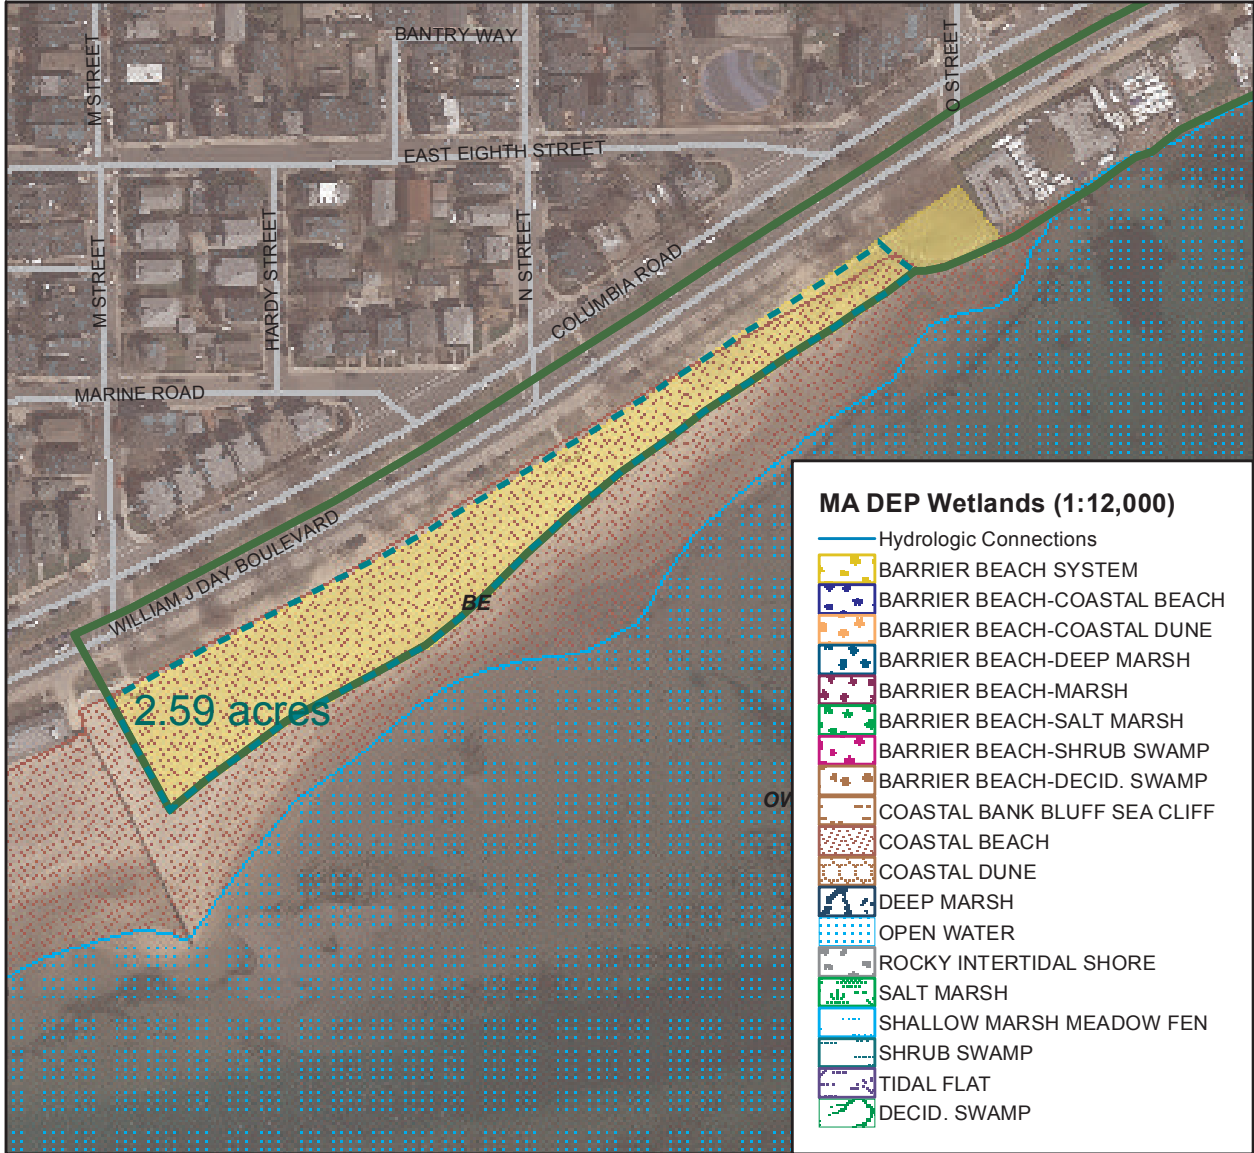 BANTRY WAY
M STREET
O STREET
EAST EIGHTH STREET
M STREET
HARDY STREET
N STREET
COLUMBIA ROAD
MARINE ROAD
WILLIAM J DAY BOULEVARD
BE
2.59 acres
MA DEP Wetlands (1:12,000)
Hydrologic Connections
BARRIER BEACH SYSTEM
BARRIER BEACH-COASTAL BEACH
BARRIER BEACH-COASTAL DUNE
BARRIER BEACH-DEEP MARSH
BARRIER BEACH-MARSH
BARRIER BEACH-SALT MARSH
BARRIER BEACH-SHRUB SWAMP
BARRIER BEACH-DECID. SWAMP
COASTAL BANK BLUFF SEA CLIFF
COASTAL BEACH
COASTAL DUNE
DEEP MARSH
OPEN WATER
ROCKY INTERTIDAL SHORE
SALT MARSH
SHALLOW MARSH MEADOW FEN
SHRUB SWAMP
TIDAL FLAT
DECID. SWAMP